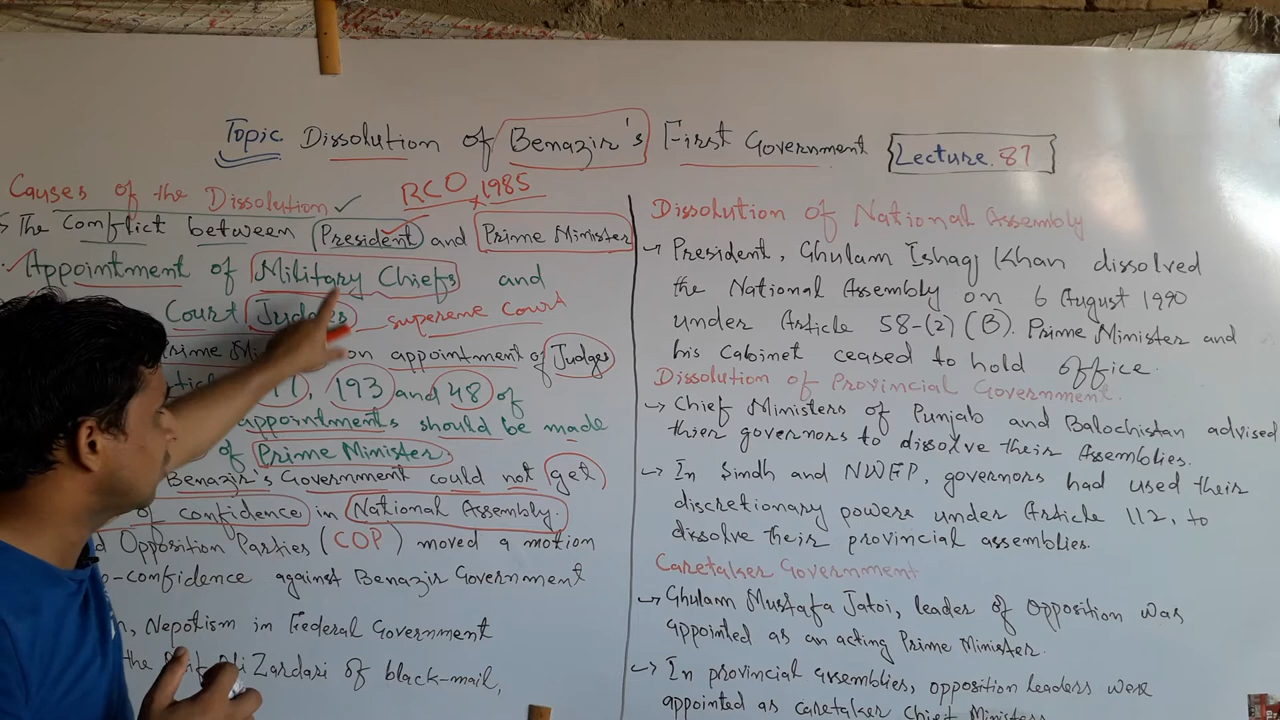 Topic Dissolution of Benazir's First Government Lecture. 87
Causes of the Dissolution ✓ RCO 1985
The Conflict between President and Prime Minister
Appointment of Military Chiefs and
Court Judges supreme Court
on appointment of Judges
193 and 48 of
appointments should be made
of Prime Minister
Benazir's Government could not get
of confidence in National Assembly.
Opposition Parties (COP) moved a motion
o-confidence against Benazir Government
Nepotism in Federal Government
the Zardari of black-mail,
Dissolution of National Assembly
→ President, Ghulam Ishaq Khan dissolved
the National Assembly on 6 August 1990
under Article 58-(2) (B). Prime Minister and
his Cabinet ceased to hold office.
Dissolution of Provincial Government.
→ Chief Ministers of Punjab and Balochistan advised
thier governors to dissolve their Assemblies.
→ In Sindh and NWFP, governors had used their
discretionary powers under Article 112, to
dissolve their provincial assemblies.
Caretaker Government
→ Ghulam Mustafa Jatoi, leader of Opposition was
appointed as an acting Prime Minister.
→ In provincial assemblies, opposition leaders were
appointed as caretaker Chief Ministers